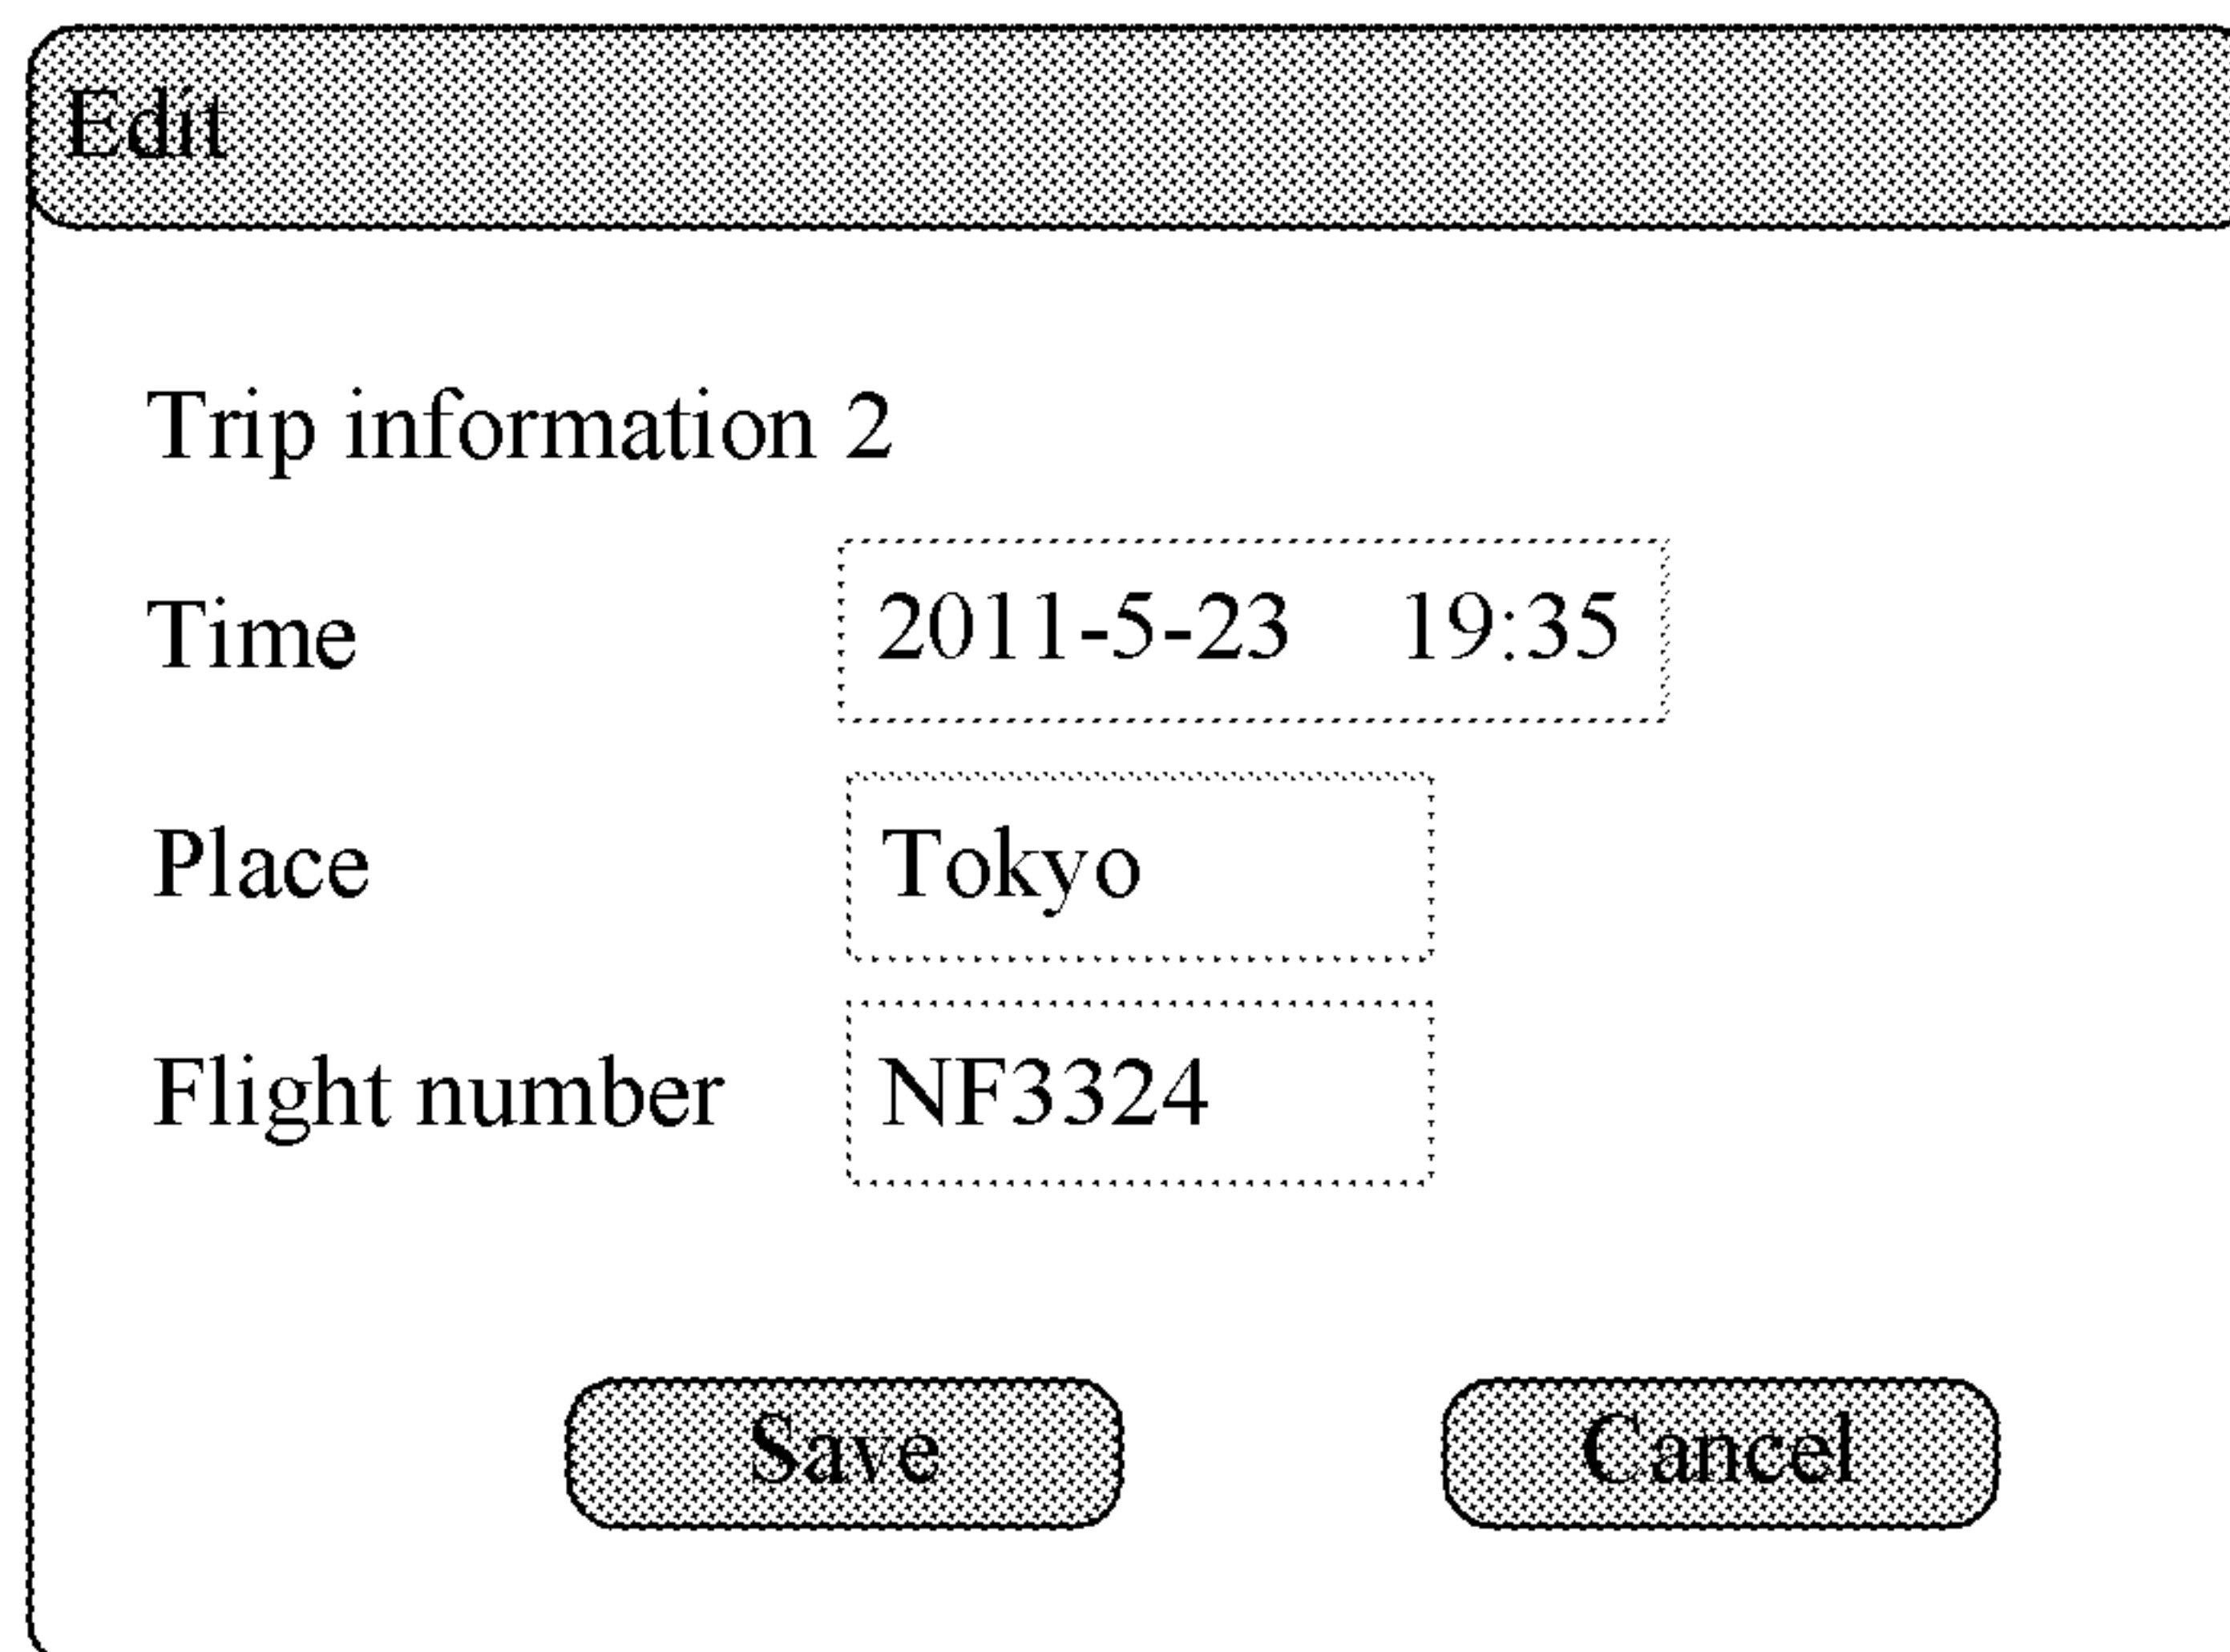 Edit
Trip information 2
Time 2011-5-23 19:35
Place Tokyo
Flight number NF3324
Save Cancel